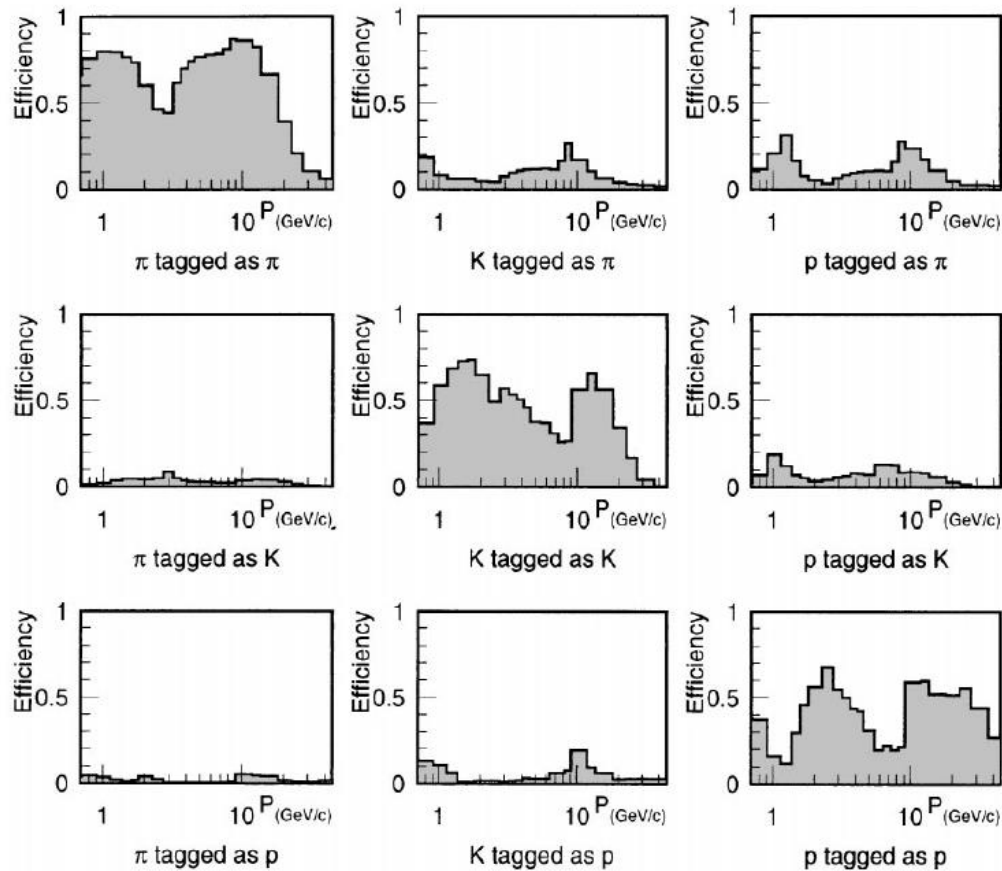 Efficiency
1
0.5
0
1
10
P (GeV/c)
π tagged as π
Efficiency
1
0.5
0
1
10
P (GeV/c)
K tagged as π
Efficiency
1
0.5
0
1
10
P (GeV/c)
p tagged as π
Efficiency
1
0.5
0
1
10
P (GeV/c)
π tagged as K
Efficiency
1
0.5
0
1
10
P (GeV/c)
K tagged as K
Efficiency
1
0.5
0
1
10
P (GeV/c)
p tagged as K
Efficiency
1
0.5
0
1
10
P (GeV/c)
π tagged as p
Efficiency
1
0.5
0
1
10
P (GeV/c)
K tagged as p
Efficiency
1
0.5
0
1
10
P (GeV/c)
p tagged as p